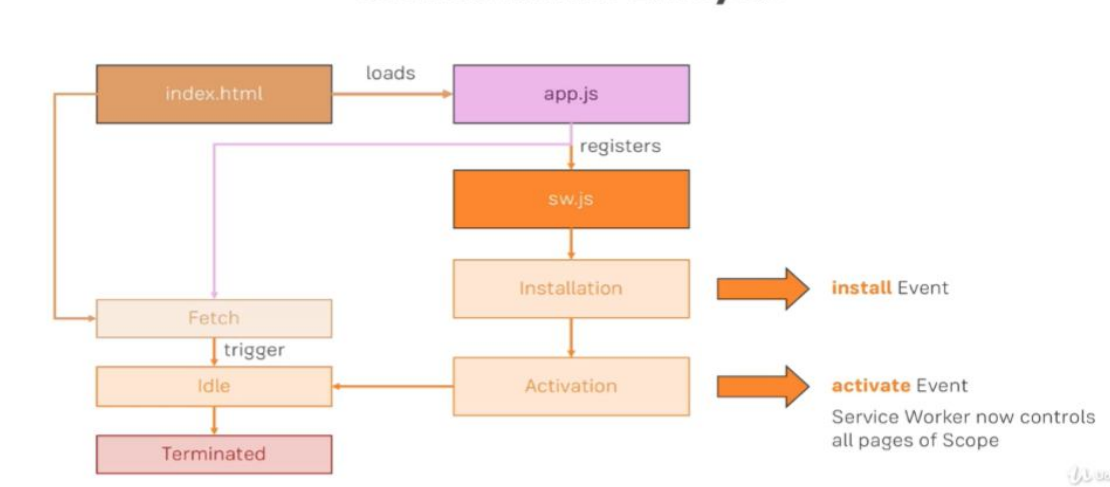 index.html
loads
app.js
registers
sw.js
Installation
install Event
Fetch
trigger
Idle
Activation
activate Event
Service Worker now controls
all pages of Scope
Terminated